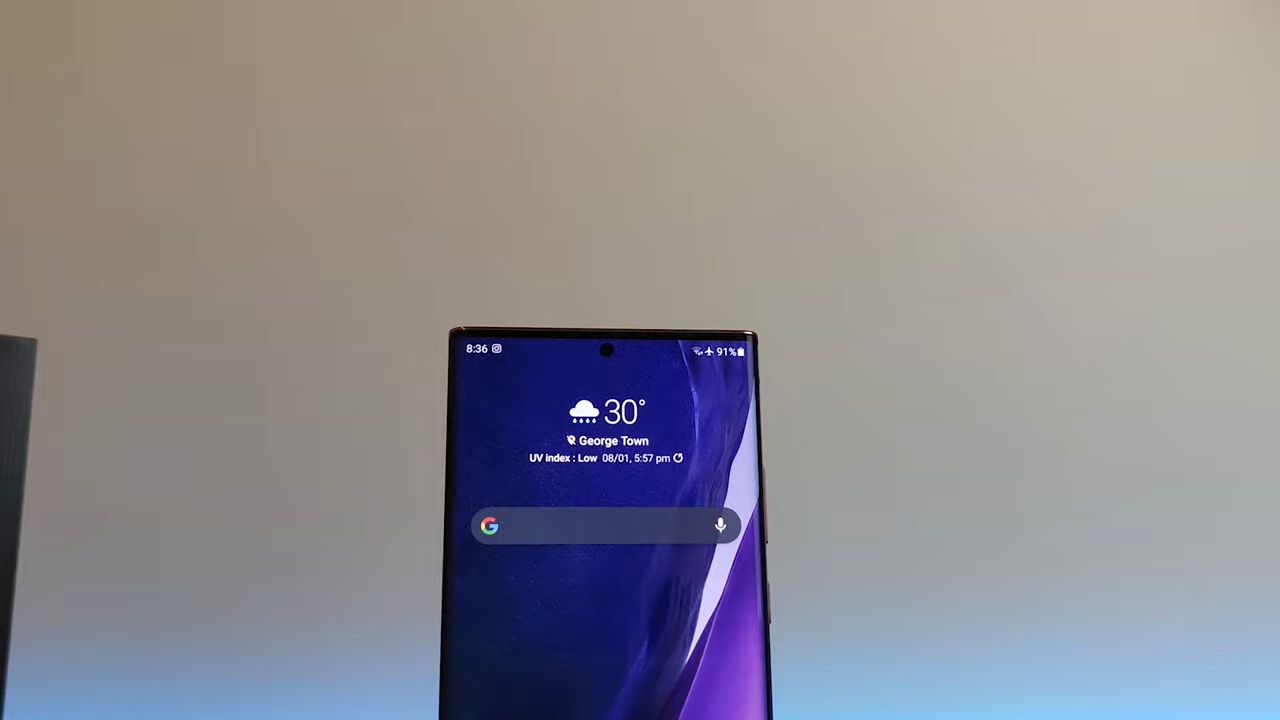 8:36 91%
30°
George Town
UV index : Low 08/01, 5:57 pm
G